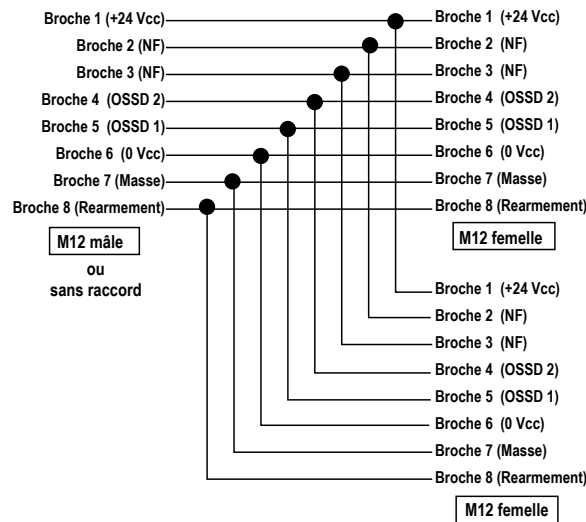 Broche 1 (+24 Vcc)
Broche 2 (NF)
Broche 3 (NF)
Broche 4 (OSSD 2)
Broche 5 (OSSD 1)
Broche 6 (0 Vcc)
Broche 7 (Masse)
Broche 8 (Rearmement)
M12 mâle
ou
sans raccord
Broche 1 (+24 Vcc)
Broche 2 (NF)
Broche 3 (NF)
Broche 4 (OSSD 2)
Broche 5 (OSSD 1)
Broche 6 (0 Vcc)
Broche 7 (Masse)
Broche 8 (Rearmement)
M12 femelle
Broche 1 (+24 Vcc)
Broche 2 (NF)
Broche 3 (NF)
Broche 4 (OSSD 2)
Broche 5 (OSSD 1)
Broche 6 (0 Vcc)
Broche 7 (Masse)
Broche 8 (Rearmement)
M12 femelle